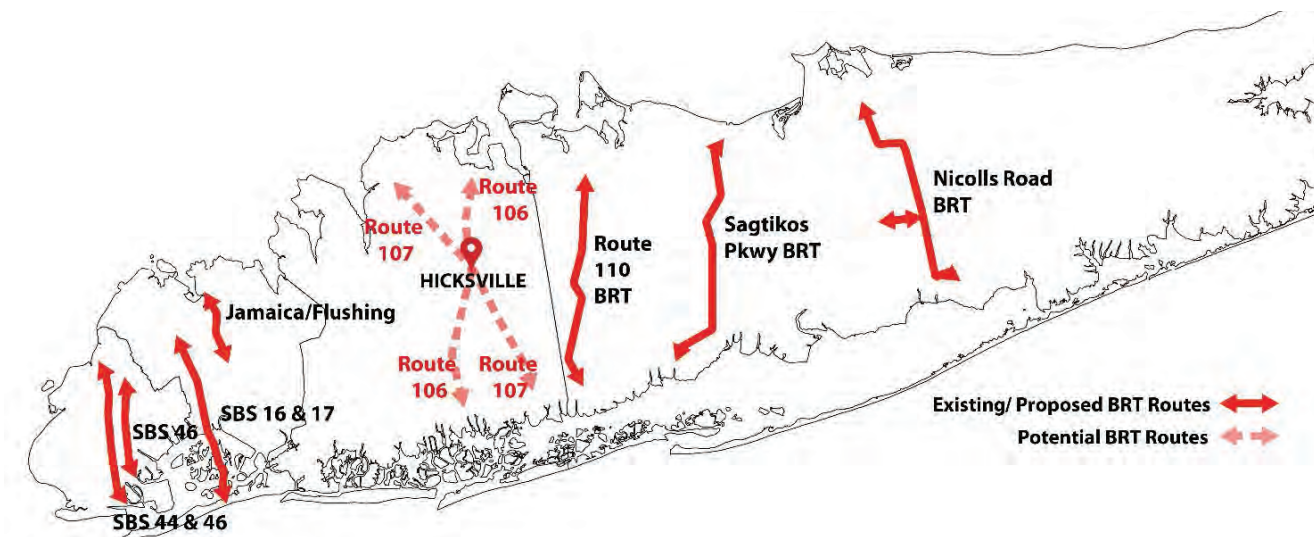 Route
106
Route
107
HICKSVILLE
Route
110
BRT
Sagtikos
Pkwy BRT
Nicolls Road
BRT
Jamaica/Flushing
Route
106
Route
107
SBS 16 & 17
SBS 46
SBS 44 & 46
Existing/ Proposed BRT Routes
Potential BRT Routes